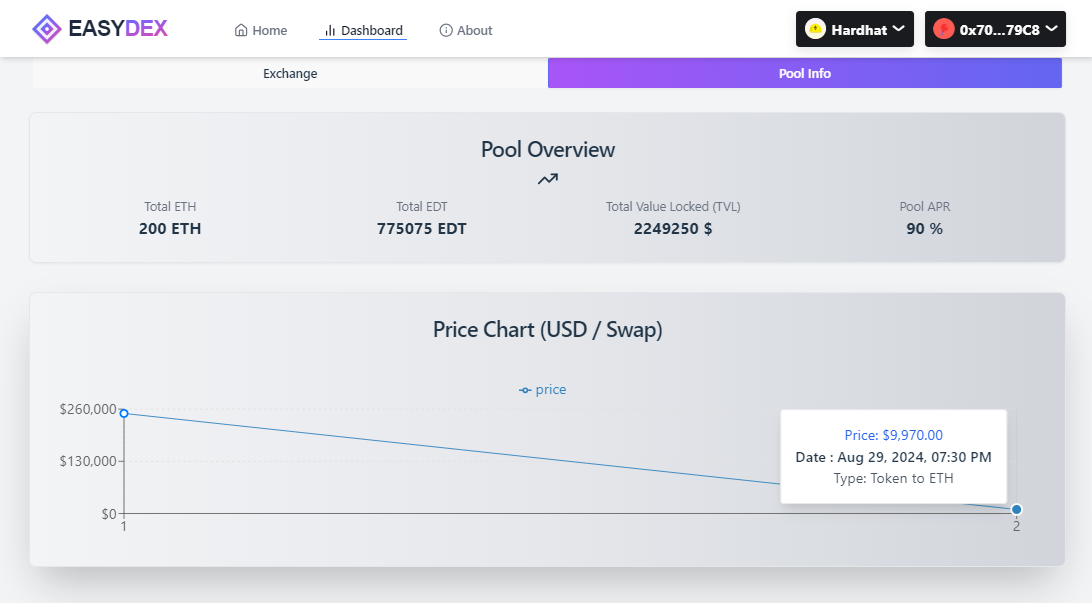 EASYDEX
Home
Dashboard
About
Hardhat
0x70...79C8
Exchange
Pool Info
Pool Overview
Total ETH
200 ETH
Total EDT
775075 EDT
Total Value Locked (TVL)
2249250 $
Pool APR
90 %
Price Chart (USD / Swap)
price
$260,000
$130,000
$0
1
2
Price: $9,970.00
Date : Aug 29, 2024, 07:30 PM
Type: Token to ETH